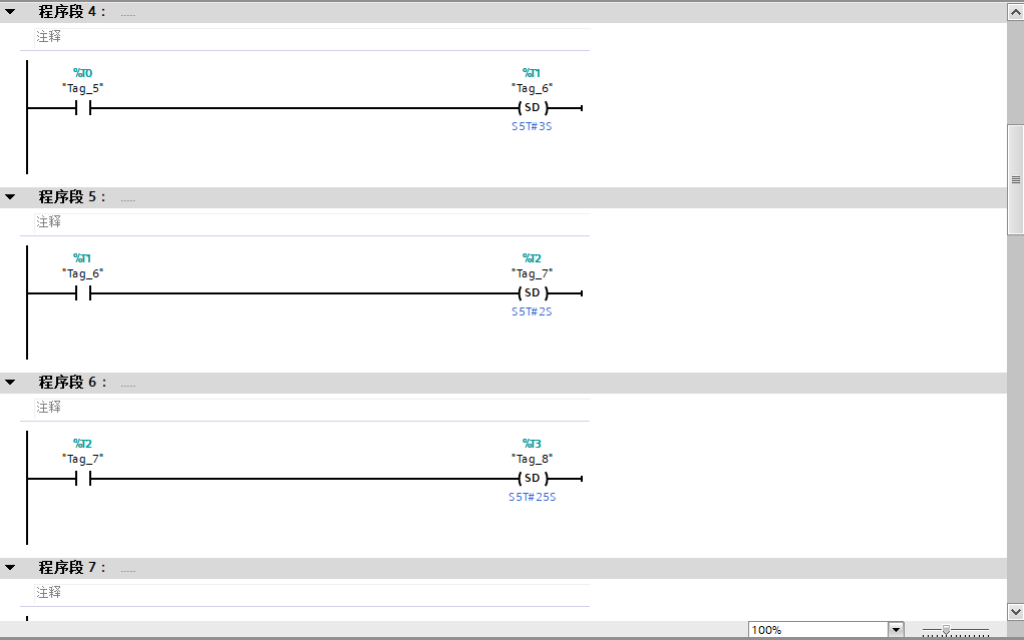 程序段 4： .....
注释
%T0 %T1
"Tag_5" "Tag_6"
SD
S5T#3S
程序段 5： .....
注释
%T1 %T2
"Tag_6" "Tag_7"
SD
S5T#2S
程序段 6： .....
注释
%T2 %T3
"Tag_7" "Tag_8"
SD
S5T#25S
程序段 7： .....
注释
100%